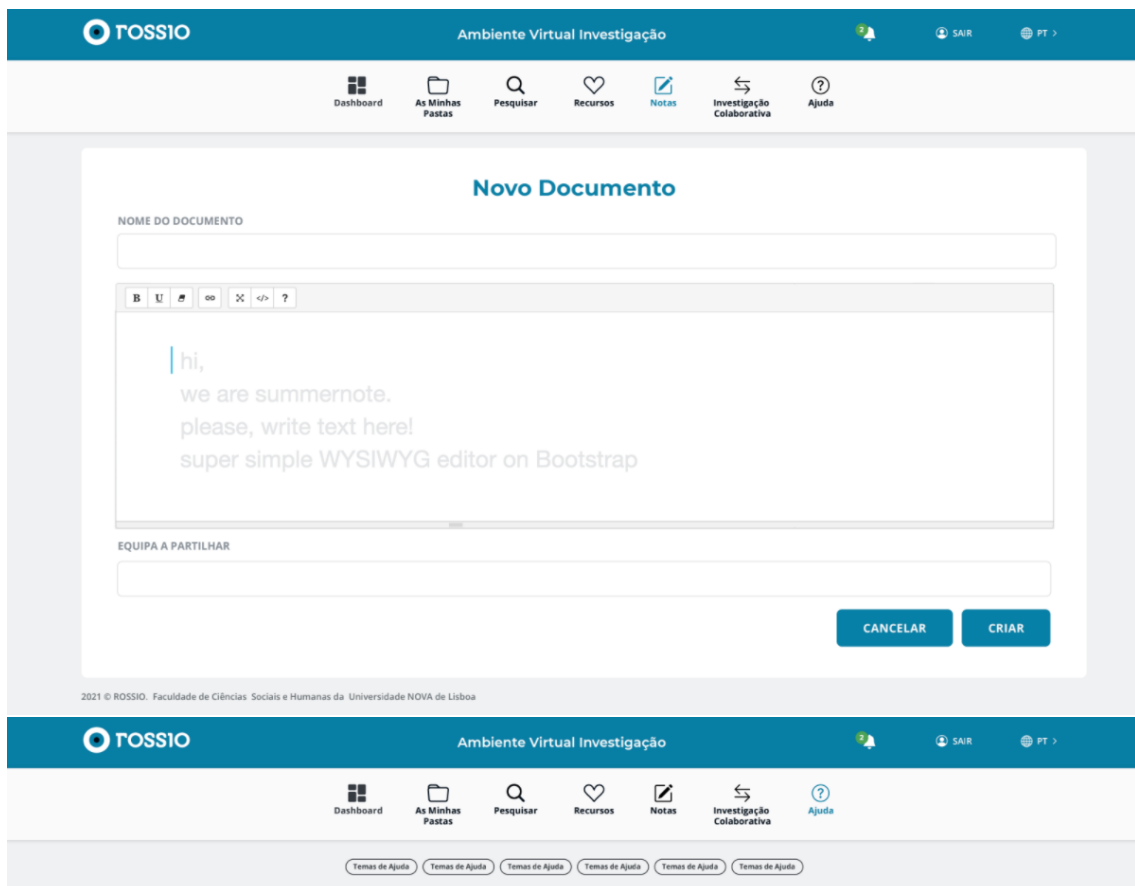 rossio Ambiente Virtual Investigação 2 SAIR PT >
Dashboard As Minhas Pastas Pesquisar Recursos Notas Investigação Colaborativa ? Ajuda
Novo Documento
NOME DO DOCUMENTO
B U </> ?
hi,
we are summernote.
please, write text here!
super simple WYSIWYG editor on Bootstrap
EQUIPA A PARTILHAR
CANCELAR CRIAR
2021 © ROSSIO. Faculdade de Ciências Sociais e Humanas da Universidade NOVA de Lisboa
rossio Ambiente Virtual Investigação 2 SAIR PT >
Dashboard As Minhas Pastas Pesquisar Recursos Notas Investigação Colaborativa ? Ajuda
Temas de Ajuda Temas de Ajuda Temas de Ajuda Temas de Ajuda Temas de Ajuda Temas de Ajuda